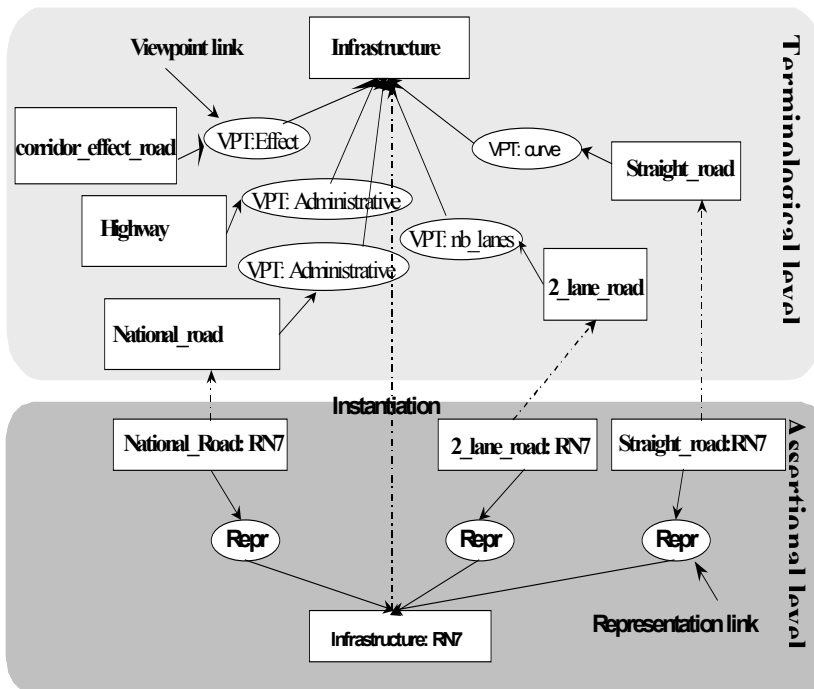 Viewpoint link
Infrastructure
corridor_effect_road
VPT:Effect
VPT: curve
Straight_road
Highway
VPT: Administrative
VPT: nb_lanes
VPT: Administrative
2_lane_road
National_road
Terminological level
Instantiation
National_Road: RN7
2_lane_road: RN7
Straight_road:RN7
Repr
Repr
Repr
Infrastructure: RN7
Representation link
Assertional level